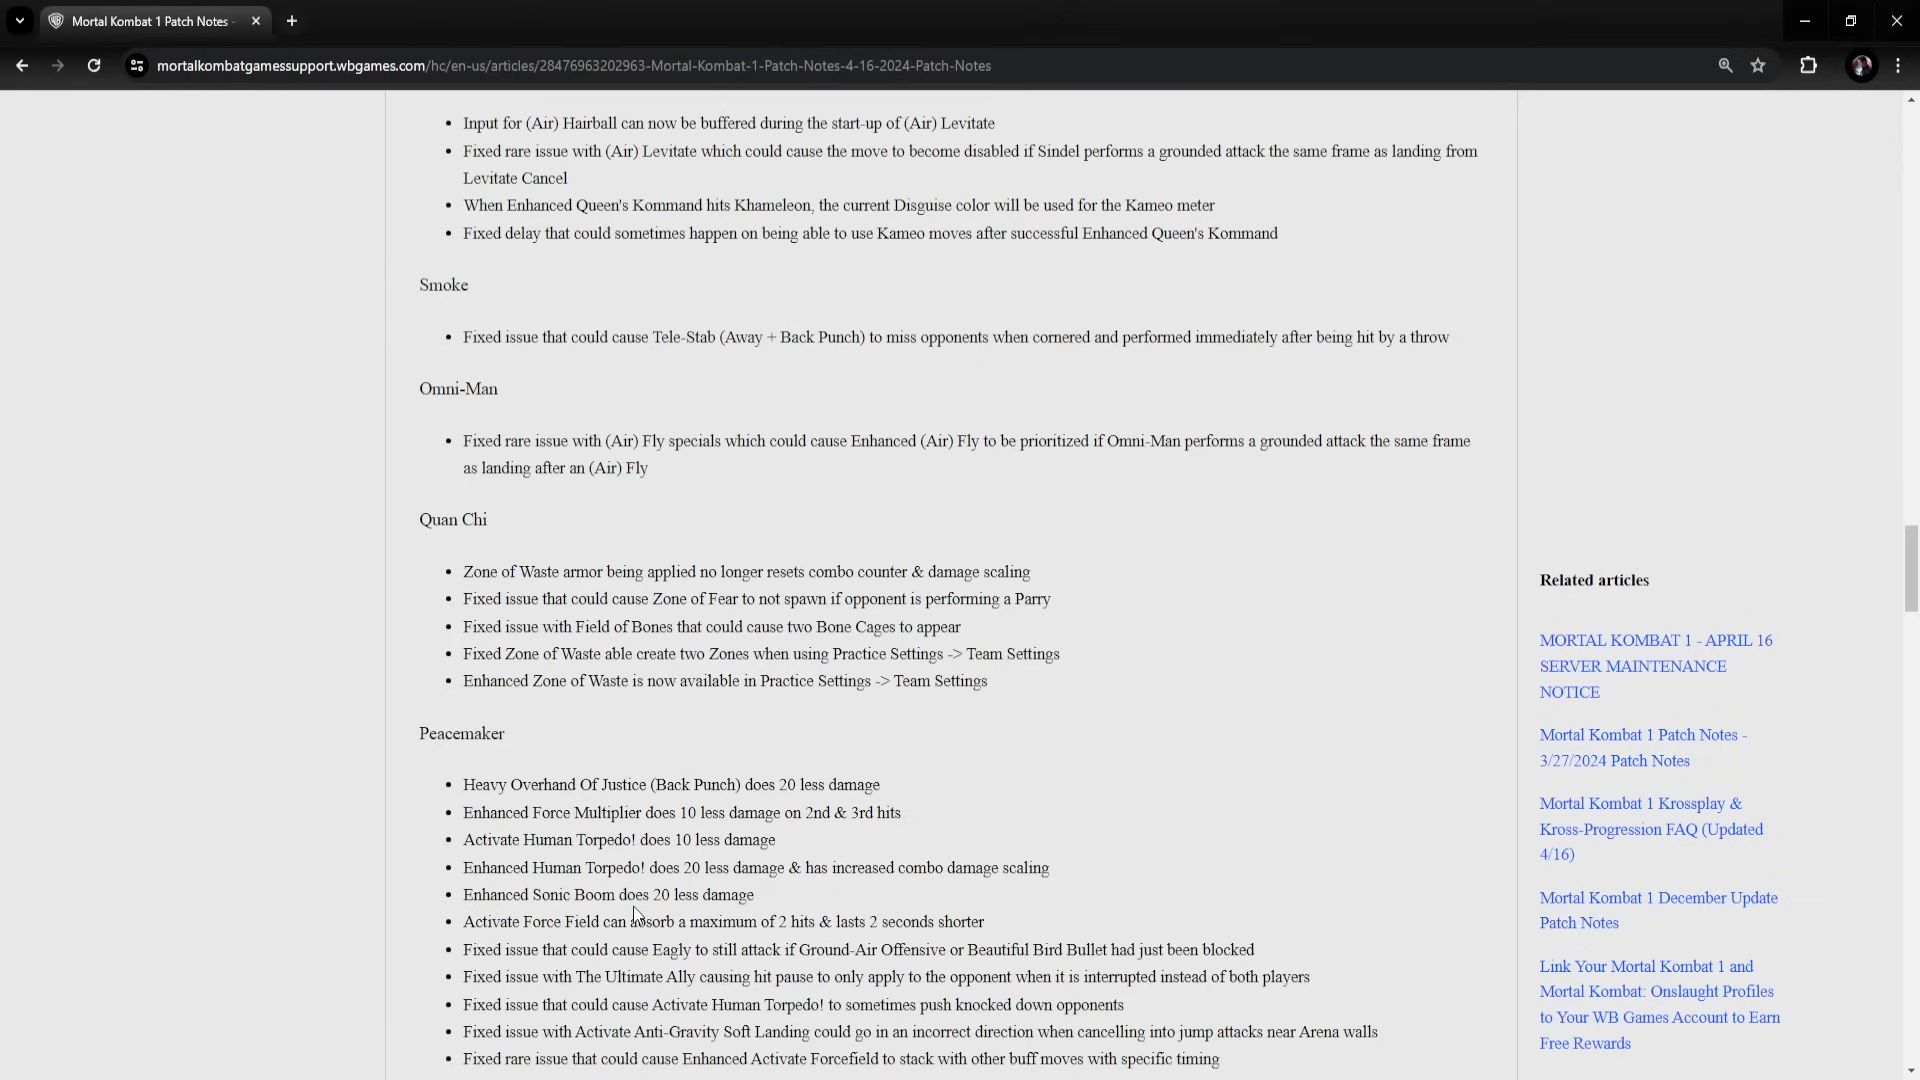 Mortal Kombat 1 Patch Notes -
mortalkombatgamessupport.wbgames.com/hc/en-us/articles/28476963202963-Mortal-Kombat-1-Patch-Notes-4-16-2024-Patch-Notes
• Input for (Air) Hairball can now be buffered during the start-up of (Air) Levitate
• Fixed rare issue with (Air) Levitate which could cause the move to become disabled if Sindel performs a grounded attack the same frame as landing from
Levitate Cancel
• When Enhanced Queen's Kommand hits Khameleon, the current Disguise color will be used for the Kameo meter
• Fixed delay that could sometimes happen on being able to use Kameo moves after successful Enhanced Queen's Kommand
Smoke
• Fixed issue that could cause Tele-Stab (Away + Back Punch) to miss opponents when cornered and performed immediately after being hit by a throw
Omni-Man
• Fixed rare issue with (Air) Fly specials which could cause Enhanced (Air) Fly to be prioritized if Omni-Man performs a grounded attack the same frame
as landing after an (Air) Fly
Quan Chi
• Zone of Waste armor being applied no longer resets combo counter & damage scaling
• Fixed issue that could cause Zone of Fear to not spawn if opponent is performing a Parry
• Fixed issue with Field of Bones that could cause two Bone Cages to appear
• Fixed Zone of Waste able create two Zones when using Practice Settings -> Team Settings
• Enhanced Zone of Waste is now available in Practice Settings -> Team Settings
Peacemaker
• Heavy Overhand Of Justice (Back Punch) does 20 less damage
• Enhanced Force Multiplier does 10 less damage on 2nd & 3rd hits
• Activate Human Torpedo! does 10 less damage
• Enhanced Human Torpedo! does 20 less damage & has increased combo damage scaling
• Enhanced Sonic Boom does 20 less damage
• Activate Force Field can absorb a maximum of 2 hits & lasts 2 seconds shorter
• Fixed issue that could cause Eagly to still attack if Ground-Air Offensive or Beautiful Bird Bullet had just been blocked
• Fixed issue with The Ultimate Ally causing hit pause to only apply to the opponent when it is interrupted instead of both players
• Fixed issue that could cause Activate Human Torpedo! to sometimes push knocked down opponents
• Fixed issue with Activate Anti-Gravity Soft Landing could go in an incorrect direction when cancelling into jump attacks near Arena walls
• Fixed rare issue that could cause Enhanced Activate Forcefield to stack with other buff moves with specific timing
Related articles
MORTAL KOMBAT 1 - APRIL 16
SERVER MAINTENANCE
NOTICE
Mortal Kombat 1 Patch Notes -
3/27/2024 Patch Notes
Mortal Kombat 1 Krossplay &
Kross-Progression FAQ (Updated
4/16)
Mortal Kombat 1 December Update
Patch Notes
Link Your Mortal Kombat 1 and
Mortal Kombat: Onslaught Profiles
to Your WB Games Account to Earn
Free Rewards